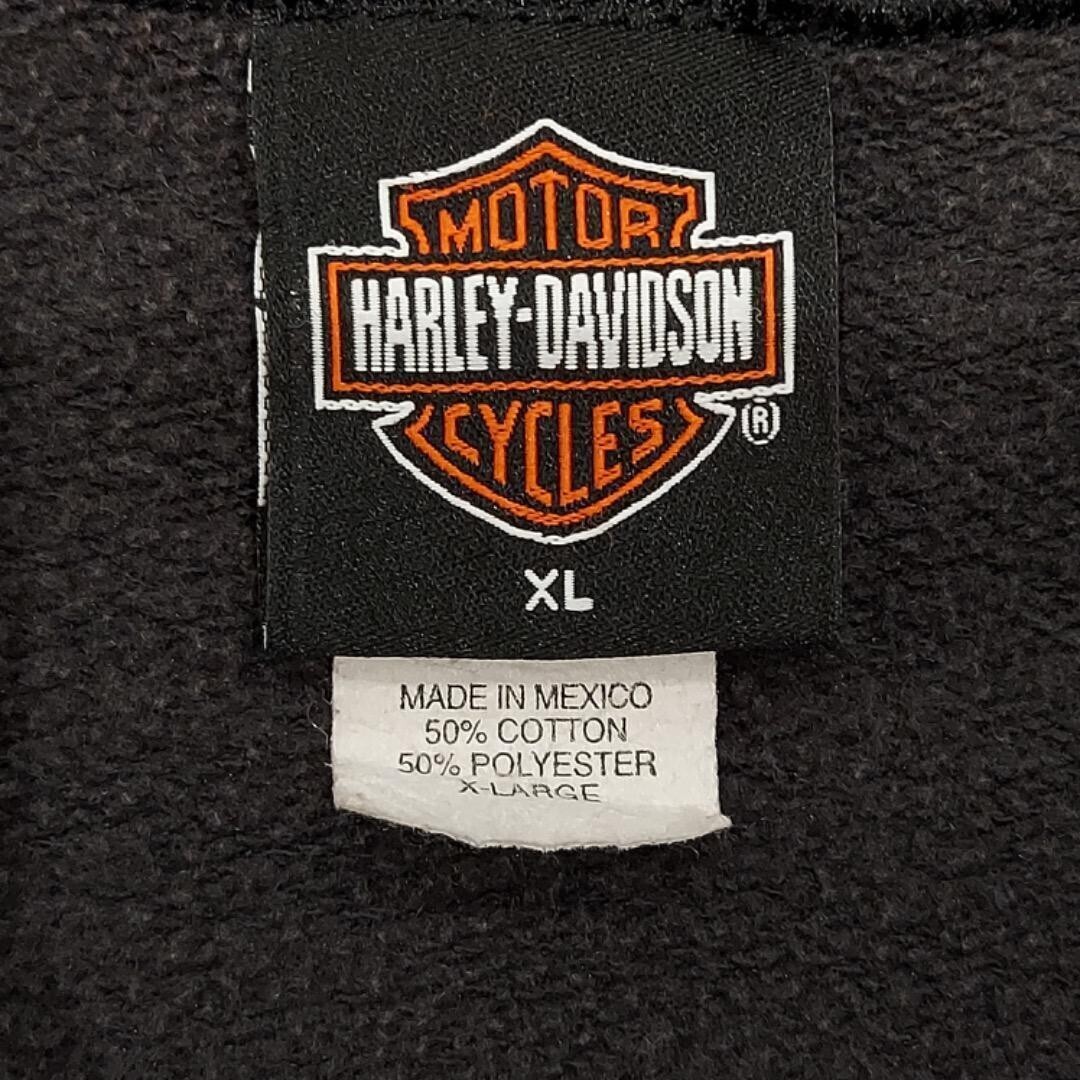 MOTOR
HARLEY-DAVIDSON
CYCLES
®
XL
MADE IN MEXICO
50% COTTON
50% POLYESTER
X-LARGE